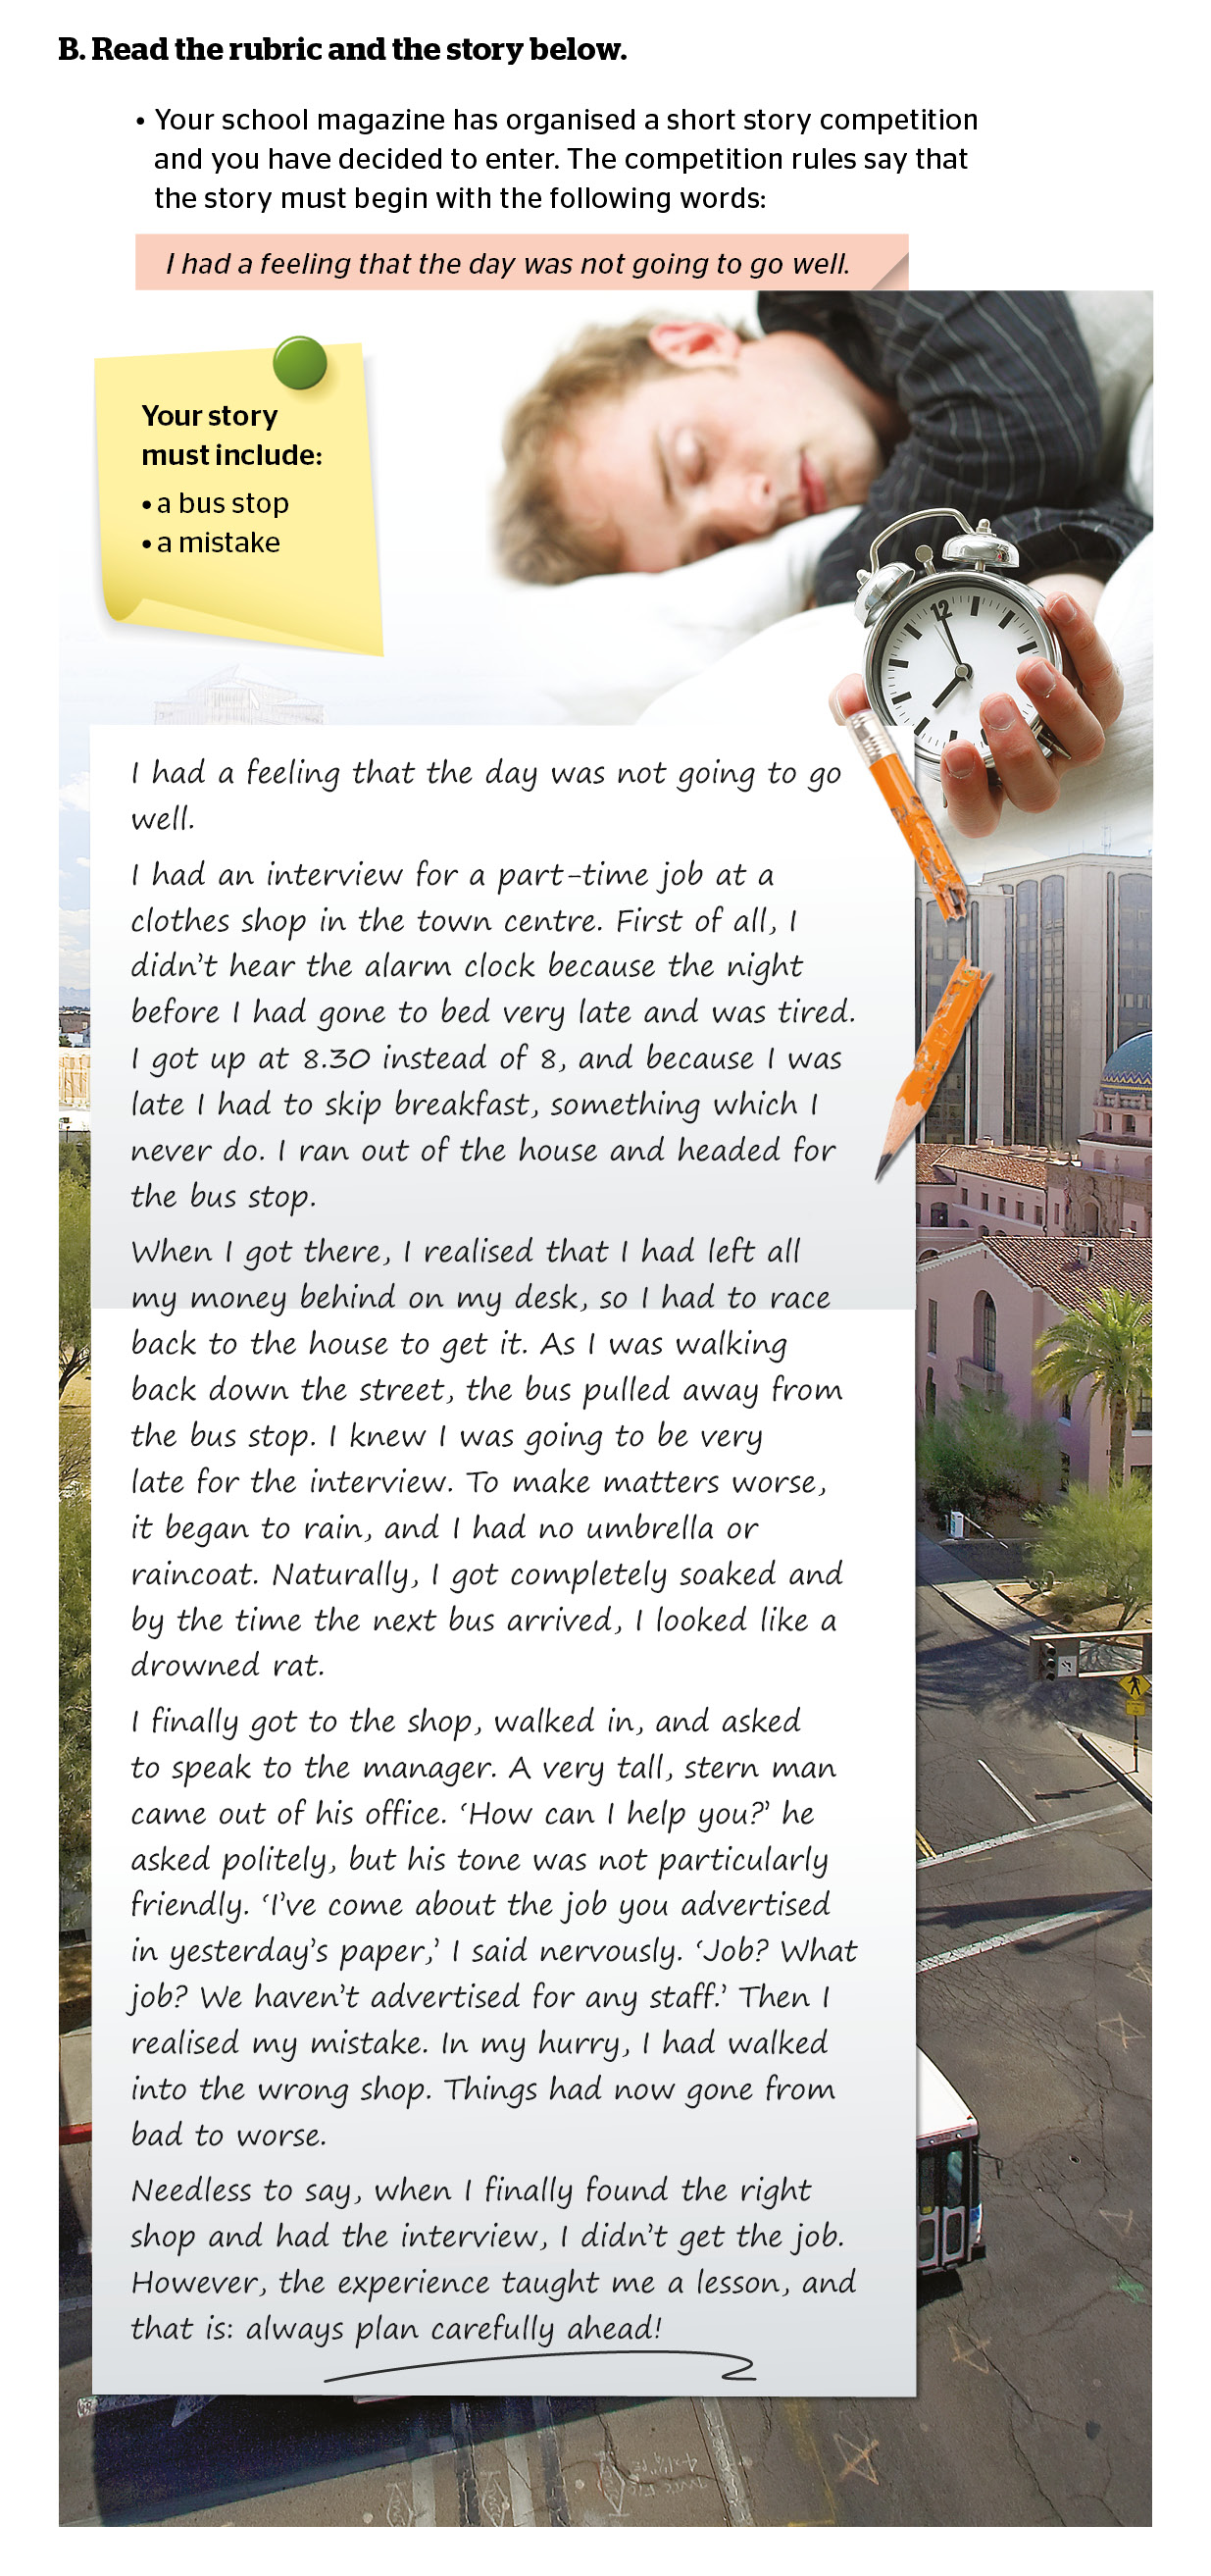 B. Read the rubric and the story below.
• Your school magazine has organised a short story competition
and you have decided to enter. The competition rules say that
the story must begin with the following words:
I had a feeling that the day was not going to go well.
Your story
must include:
• a bus stop
• a mistake
12
I had a feeling that the day was not going to go
well.
I had an interview for a part-time job at a
clothes shop in the town centre. First of all, I
didn't hear the alarm clock because the night
before I had gone to bed very late and was tired.
I got up at 8.30 instead of 8, and because I was
late I had to skip breakfast, something which I
never do. I ran out of the house and headed for
the bus stop.
When I got there, I realised that I had left all
my money behind on my desk, so I had to race
back to the house to get it. As I was walking
back down the street, the bus pulled away from
the bus stop. I knew I was going to be very
late for the interview. To make matters worse,
it began to rain, and I had no umbrella or
raincoat. Naturally, I got completely soaked and
by the time the next bus arrived, I looked like a
drowned rat.
I finally got to the shop, walked in, and asked
to speak to the manager. A very tall, stern man
came out of his office. ‘How can I help you?’ he
asked politely, but his tone was not particularly
friendly. ‘I've come about the job you advertised
in yesterday's paper,’ I said nervously. ‘Job? What
job? We haven't advertised for any staff.’ Then I
realised my mistake. In my hurry, I had walked
into the wrong shop. Things had now gone from
bad to worse.
Needless to say, when I finally found the right
shop and had the interview, I didn't get the job.
However, the experience taught me a lesson, and
that is: always plan carefully ahead!